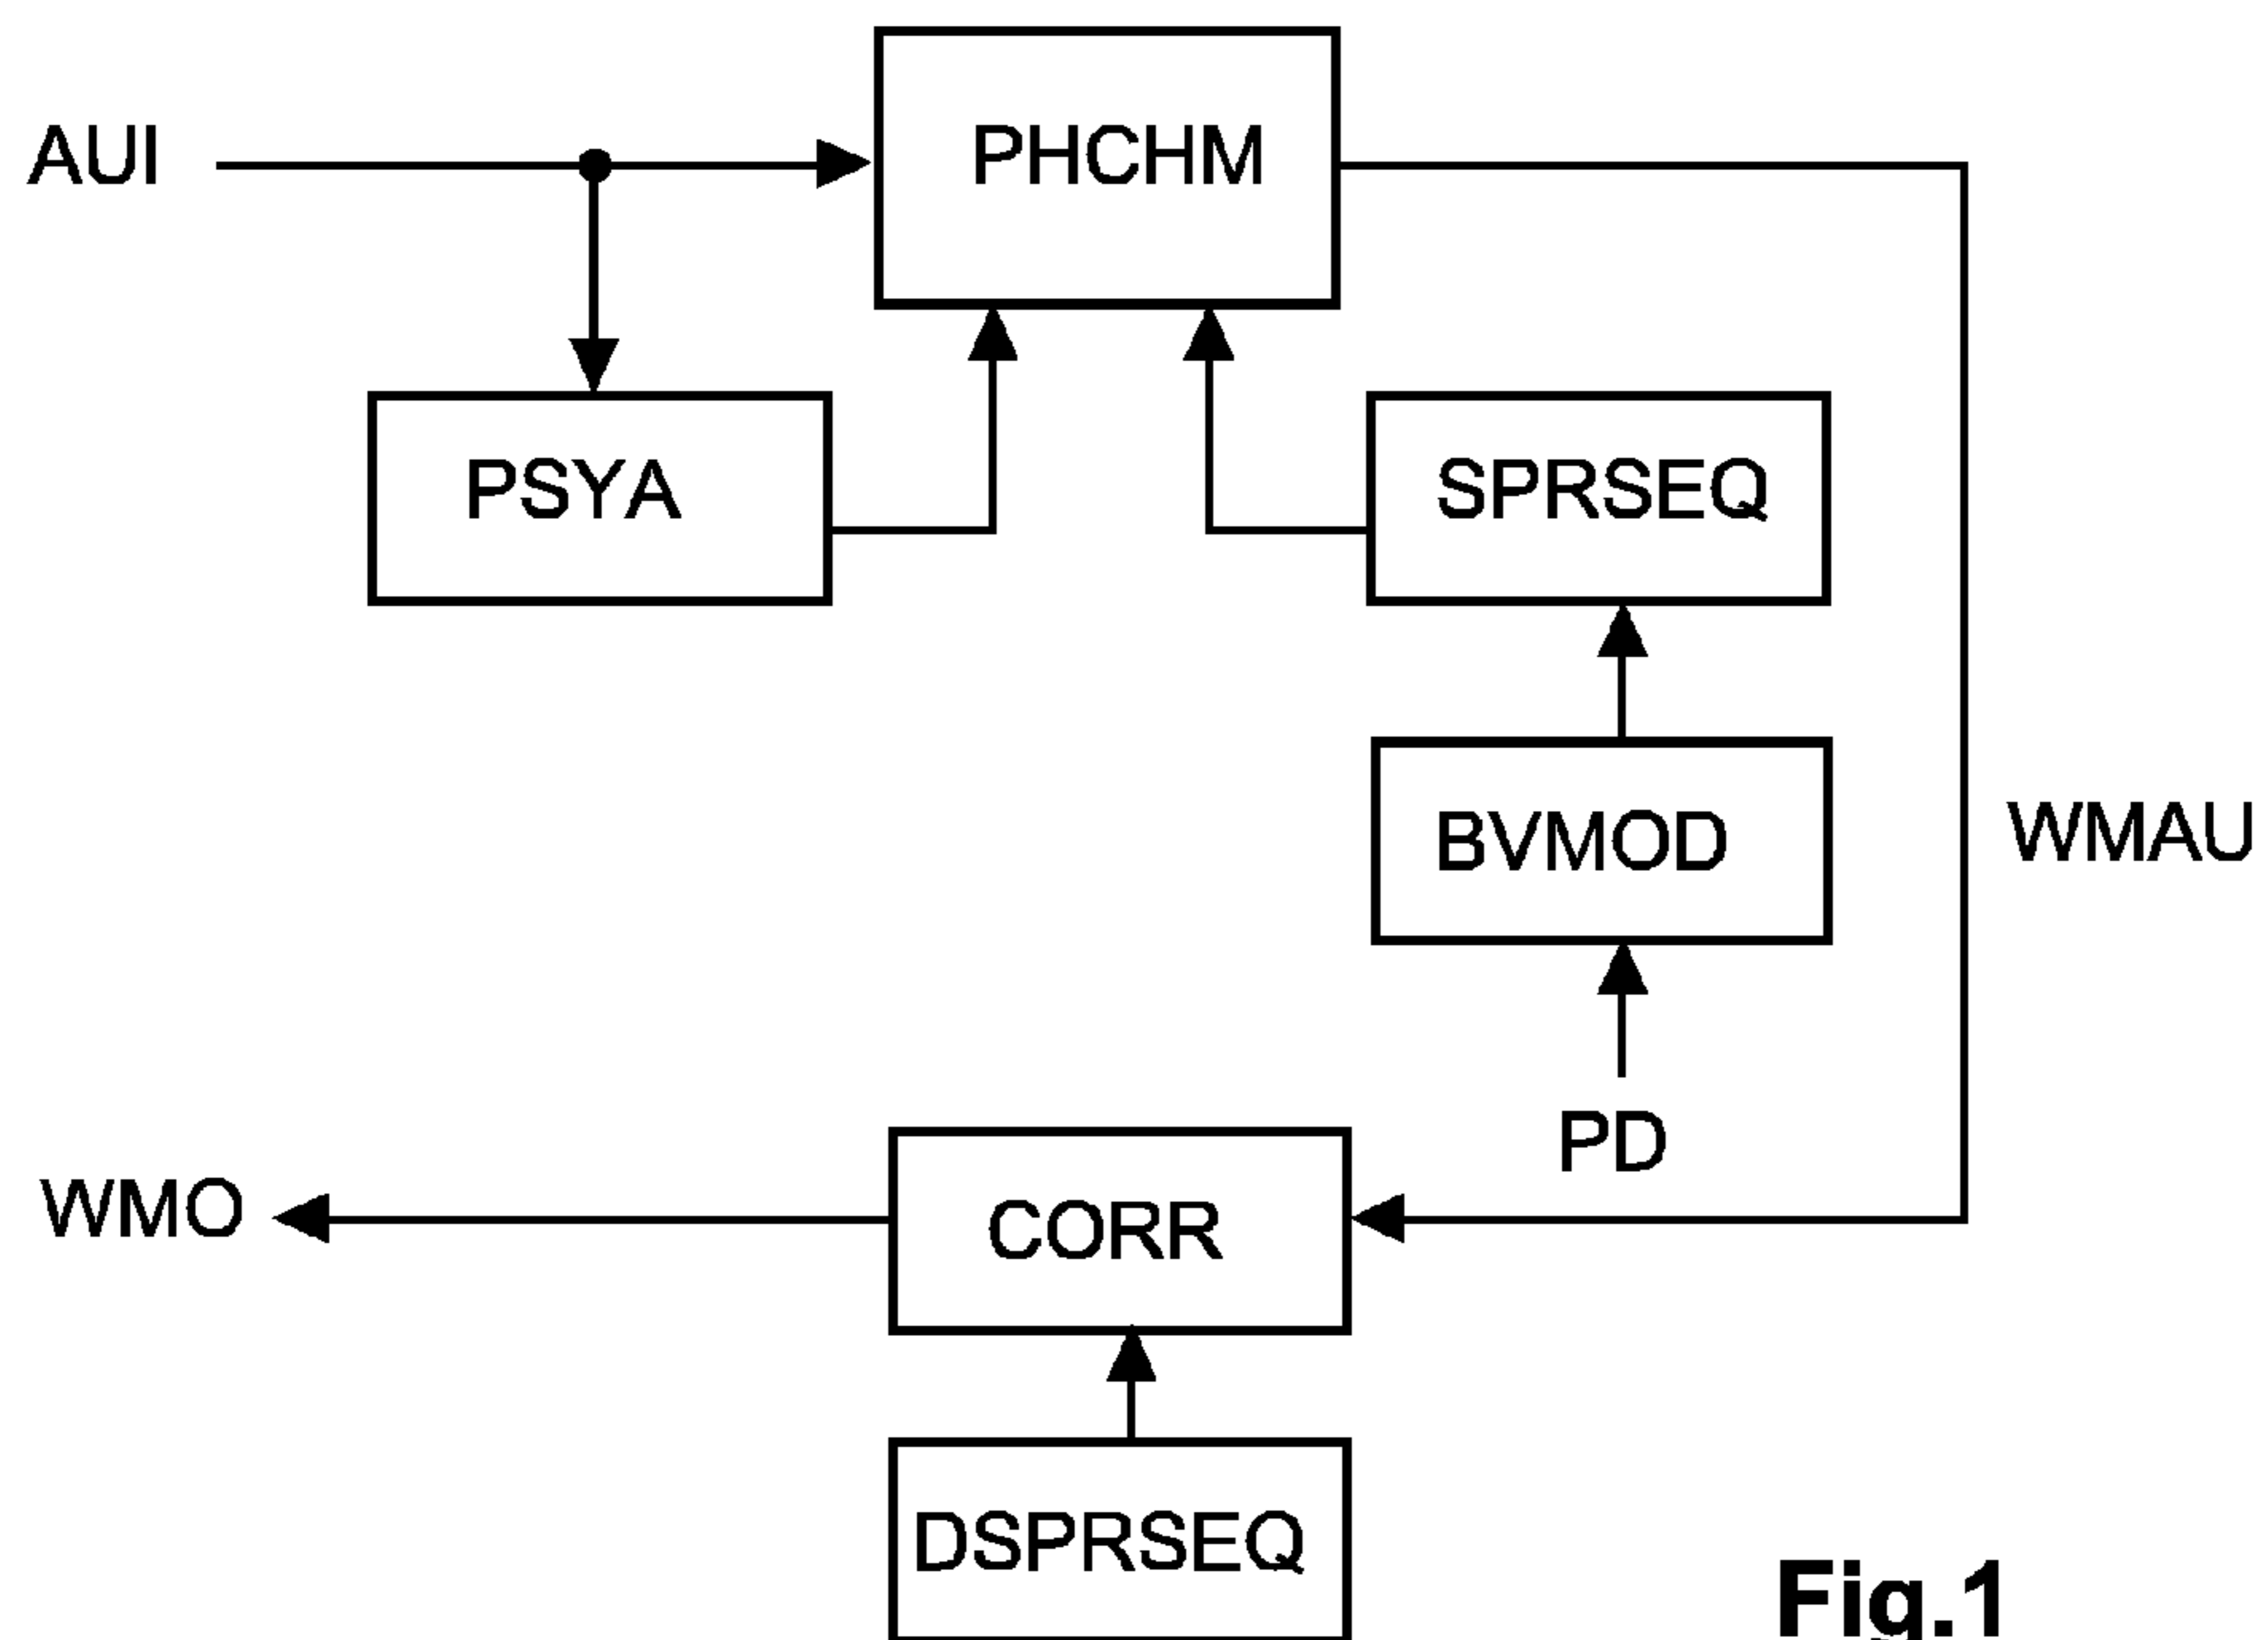 AUI
PHCHM
PSYA
SPRSEQ
BVMOD
WMAU
PD
WMO
CORR
DSPRSEQ
Fig.1